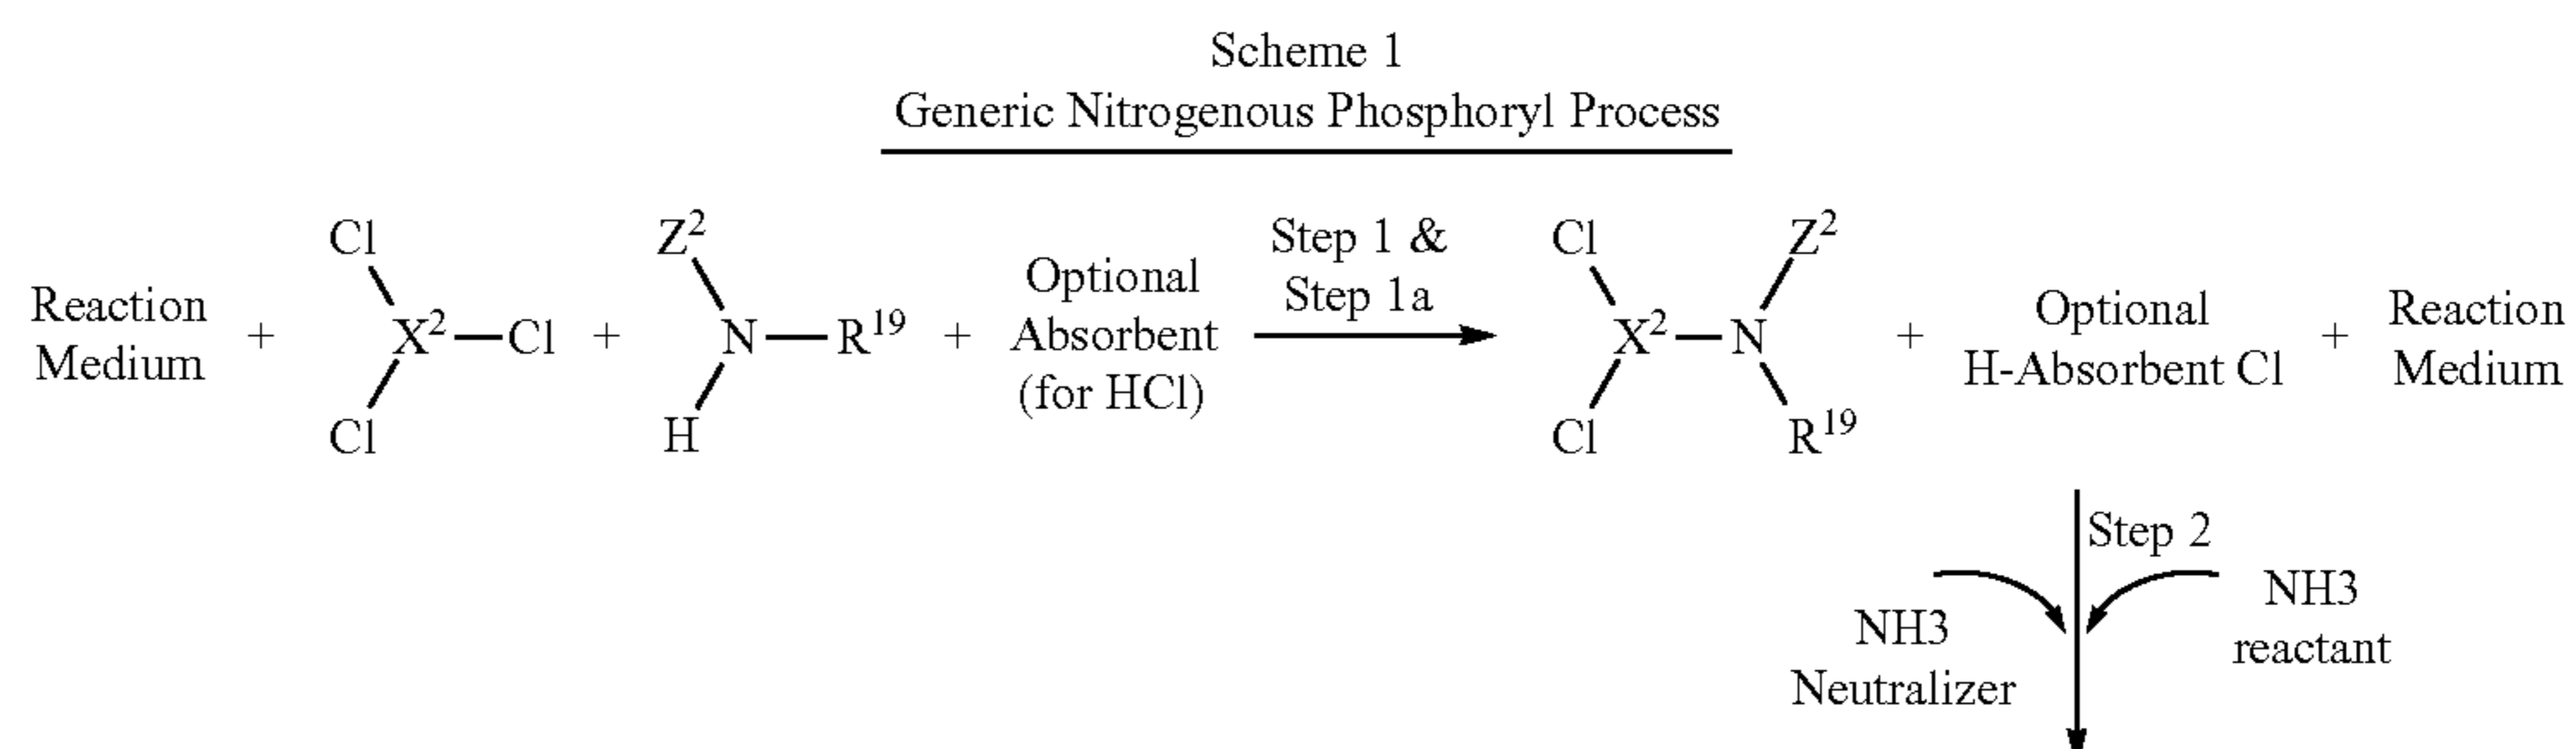 Scheme 1
Generic Nitrogenous Phosphoryl Process
Reaction
Medium
+
Cl
X²—Cl
Cl
+
Z²
N—R¹⁹
H
+
Optional
Absorbent
(for HCl)
Step 1 &
Step 1a
Cl
Z²
X²—N
Cl
R¹⁹
+
Optional
H-Absorbent Cl
+
Reaction
Medium
Step 2
NH3
Neutralizer
NH3
reactant